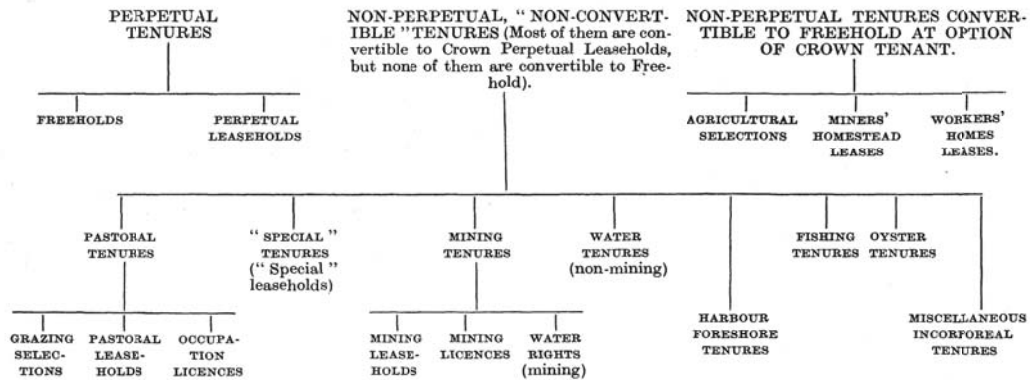 PERPETUAL
TENURES
NON-PERPETUAL, “ NON-CONVERT-
IBLE ” TENURES (Most of them are con-
vertible to Crown Perpetual Leaseholds,
but none of them are convertible to Free-
hold).
NON-PERPETUAL TENURES CONVER-
TIBLE TO FREEHOLD AT OPTION
OF CROWN TENANT.
FREEHOLDS
PERPETUAL
LEASEHOLDS
AGRICULTURAL
SELECTIONS
MINERS’
HOMESTEAD
LEASES
WORKERS’
HOMES
LEASES.
PASTORAL
TENURES
“ SPECIAL ”
TENURES
(“ Special ”
leaseholds)
MINING
TENURES
WATER
TENURES
(non-mining)
FISHING
TENURES
OYSTER
TENURES
HARBOUR
FORESHORE
TENURES
MISCELLANEOUS
INCORPOREAL
TENURES
GRAZING
SELEC-
TIONS
PASTORAL
LEASE-
HOLDS
OCCUPA-
TION
LICENCES
MINING
LEASE-
HOLDS
MINING
LICENCES
WATER
RIGHTS
(mining)